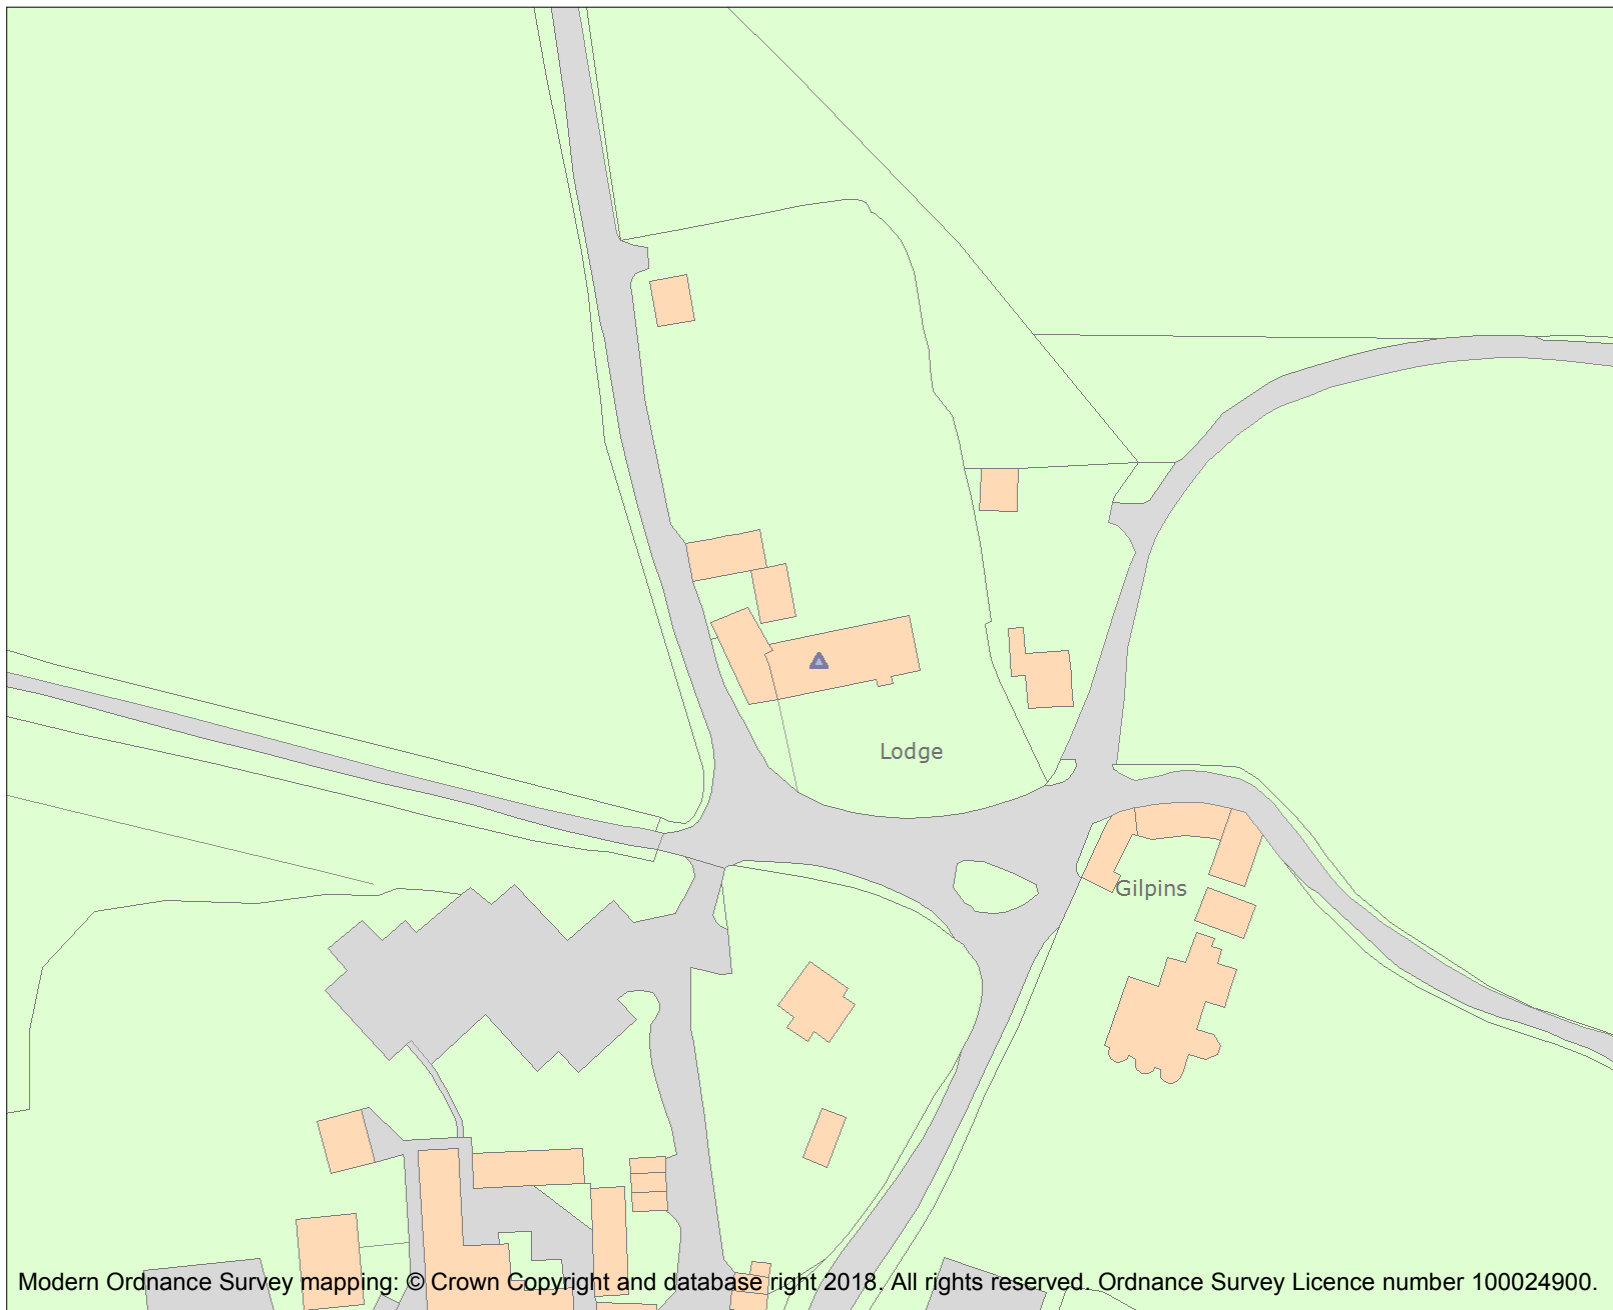 Lodge
Gilpins
Modern Ordnance Survey mapping: © Crown Copyright and database right 2018. All rights reserved. Ordnance Survey Licence number 100024900.